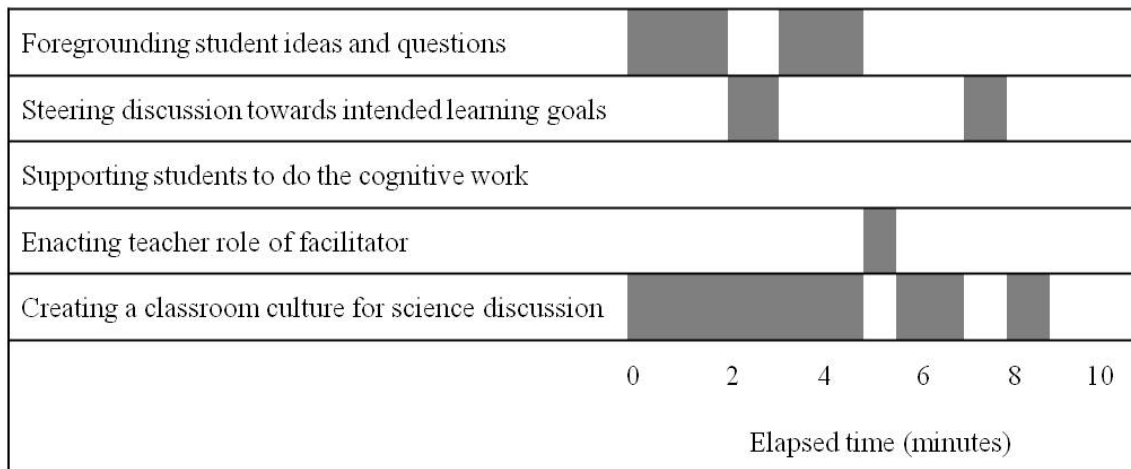 Foregrounding student ideas and questions
Steering discussion towards intended learning goals
Supporting students to do the cognitive work
Enacting teacher role of facilitator
Creating a classroom culture for science discussion
0 2 4 6 8 10
Elapsed time (minutes)